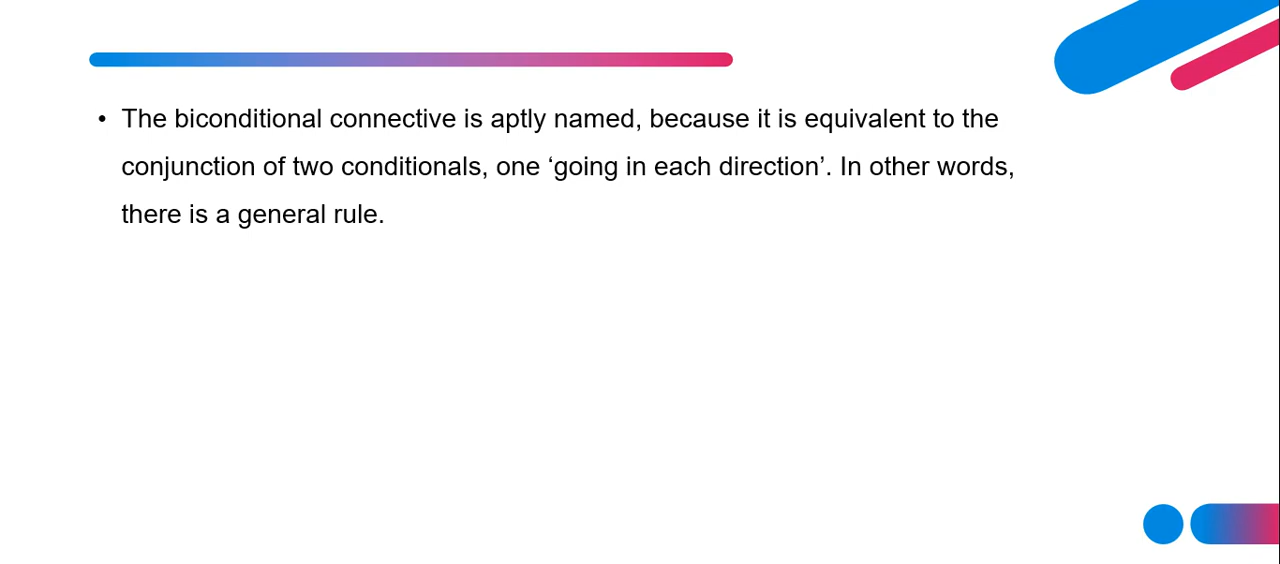 • The biconditional connective is aptly named, because it is equivalent to the
conjunction of two conditionals, one ‘going in each direction’. In other words,
there is a general rule.